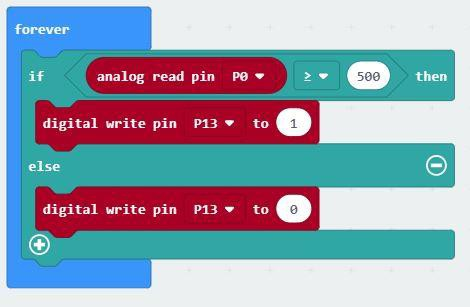 forever
if analog read pin P0 ≥ 500 then
digital write pin P13 to 1
else
digital write pin P13 to 0